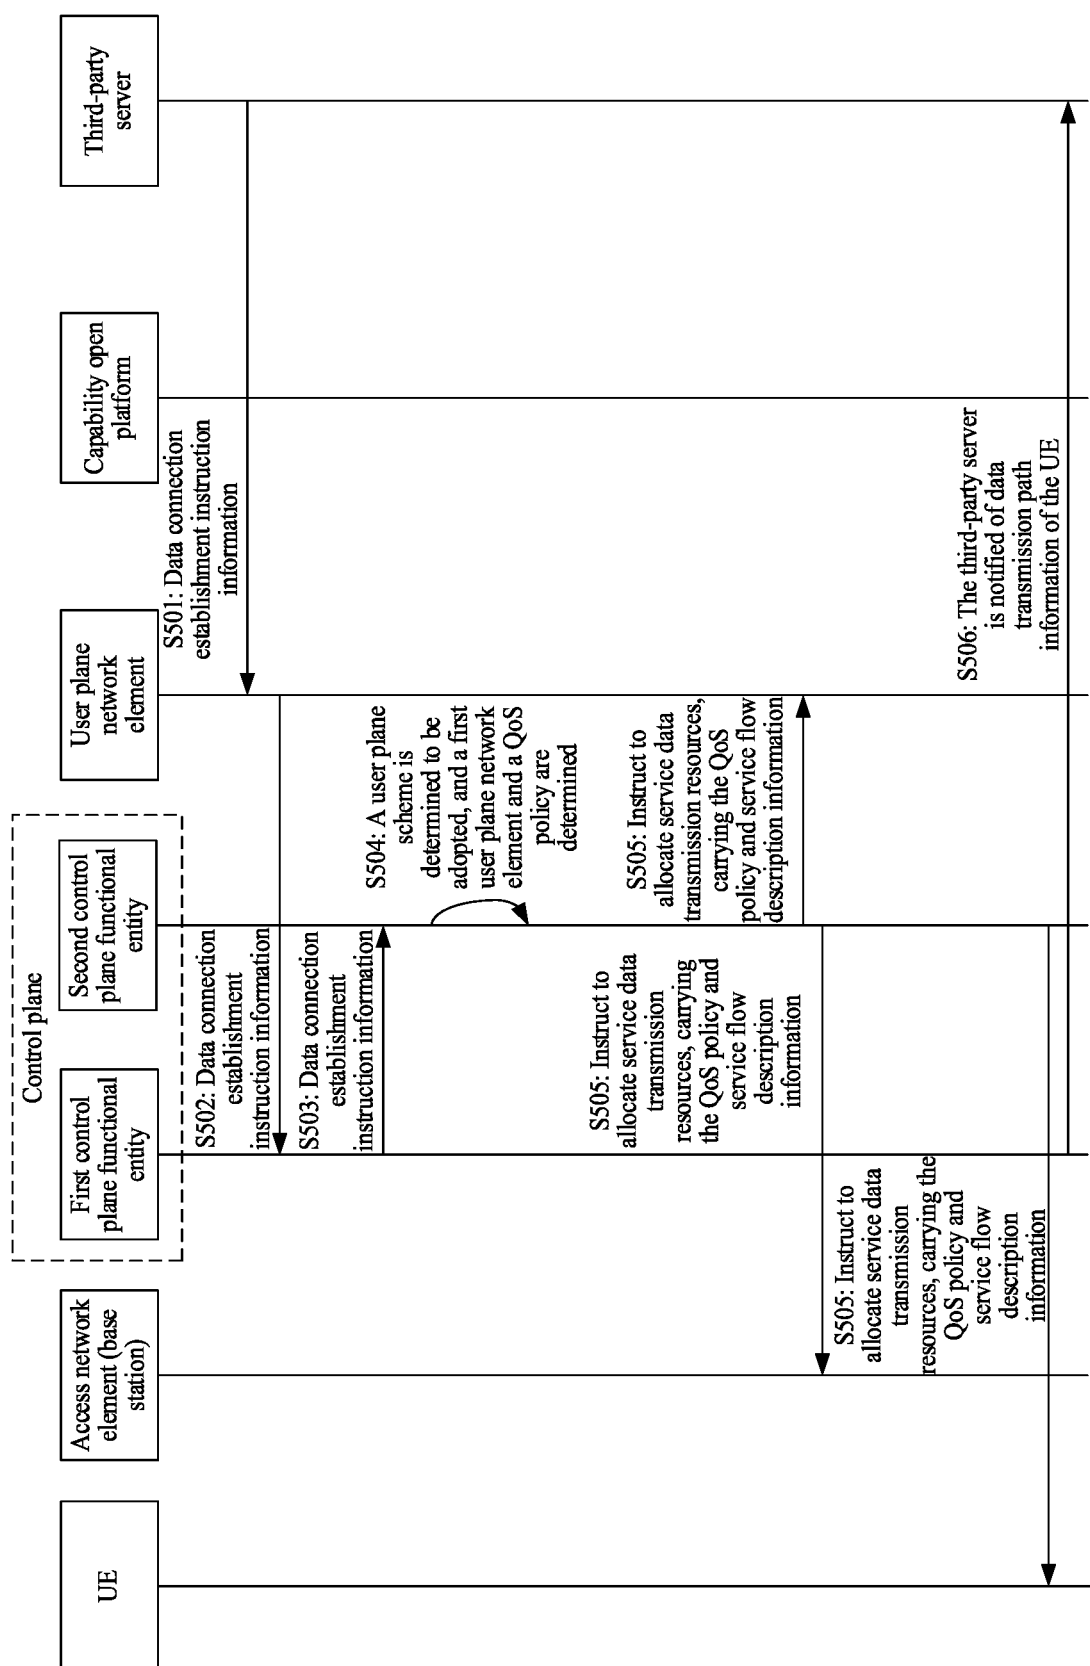 Control plane
UE
Access network
element (base
station)
First control
plane functional
entity
Second control
plane functional
entity
User plane
network
element
Capability open
platform
Third-party
server
S501: Data connection
establishment instruction
information
S502: Data connection
establishment
instruction information
S503: Data connection
establishment
instruction information
S504: A user plane
scheme is
determined to be
adopted, and a first
user plane network
element and a QoS
policy are
determined
S505: Instruct to
allocate service data
transmission resources,
carrying the QoS
policy and service flow
description information
S505: Instruct to
allocate service data
transmission
resources, carrying
the QoS policy and
service flow
description
information
S505: Instruct to
allocate service data
transmission
resources, carrying the
QoS policy and
service flow
description
information
S506: The third-party server
is notified of data
transmission path
information of the UE